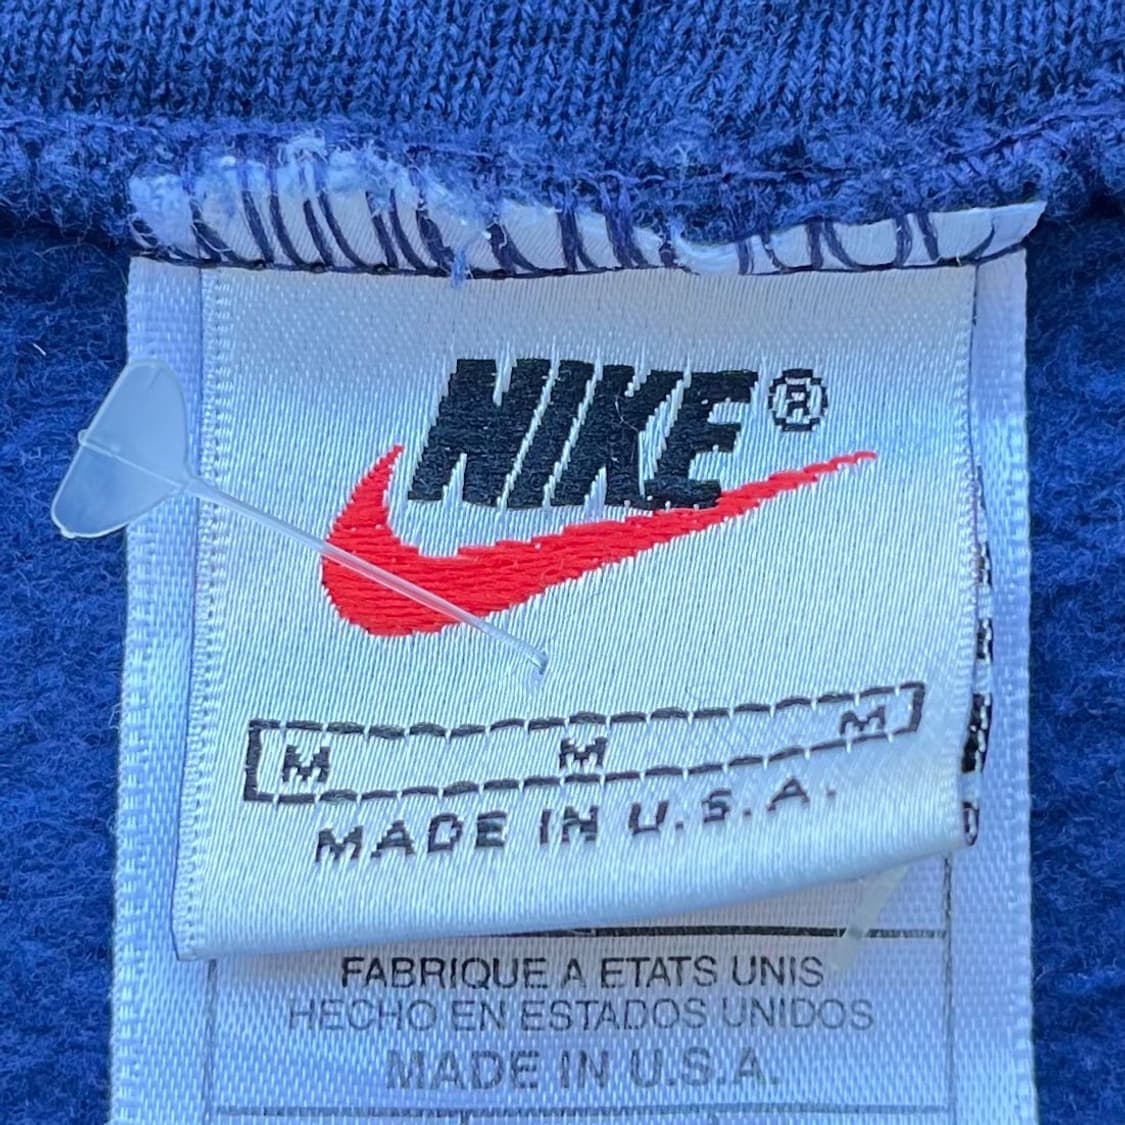 NIKE®
M M M
MADE IN U.S.A.
FABRIQUE A ETATS UNIS
HECHO EN ESTADOS UNIDOS
MADE IN U.S.A.